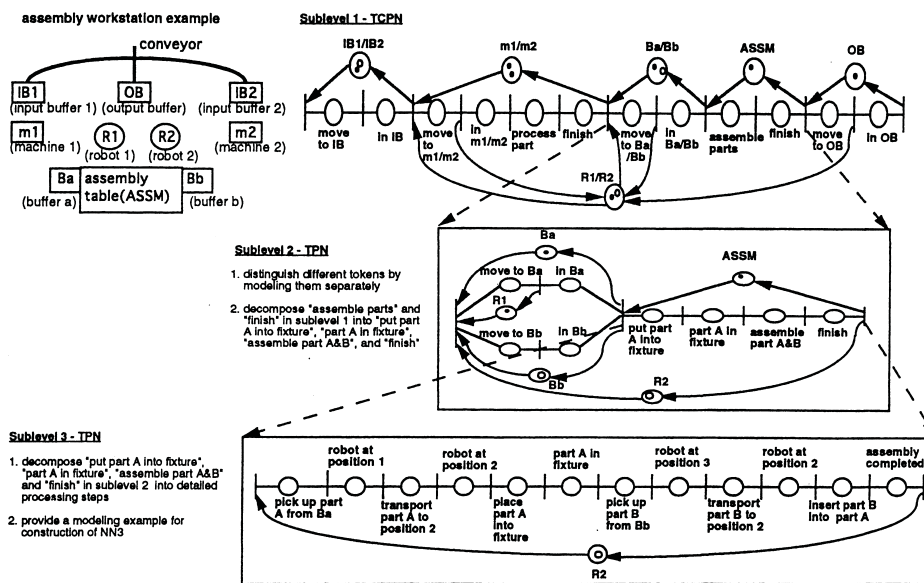 assembly workstation example
conveyor
IB1
OB
IB2
(input buffer 1)
(output buffer)
(input buffer 2)
m1
R1
R2
m2
(machine 1)
(robot 1)
(robot 2)
(machine 2)
Ba
assembly
table(ASSM)
Bb
(buffer a)
(buffer b)
Sublevel 1 - TCPN
IB1/IB2
m1/m2
Ba/Bb
ASSM
OB
move
to IB
in IB
move
to
m1/m2
in
m1/m2
process
part
finish
move/
to Ba
/Bb
in
Ba/Bb
assemble
parts
finish
move
to OB
in OB
R1/R2
Sublevel 2 - TPN
1. distinguish different tokens by
modeling them separately
2. decompose "assemble parts" and
"finish" in sublevel 1 into "put part
A into fixture", "part A in fixture",
"assemble part A&B", and "finish"
Ba
move to Ba
in Ba
R1
move to Bb
in Bb
Bb
ASSM
put part
A into
fixture
part A in
fixture
assemble
part A&B
finish
R2
Sublevel 3 - TPN
1. decompose "put part A into fixture",
"part A in fixture", "assemble part A&B"
and "finish" in sublevel 2 into detailed
processing steps
2. provide a modeling example for
construction of NN3
robot at
position 1
robot at
position 2
part A in
fixture
robot at
position 3
robot at
position 2
assembly
completed
pick up part
A from Ba
transport
part A to
position 2
place
part A
into
fixture
pick up
part B
from Bb
transport
part B to
position 2
insert part B
into part A
R2